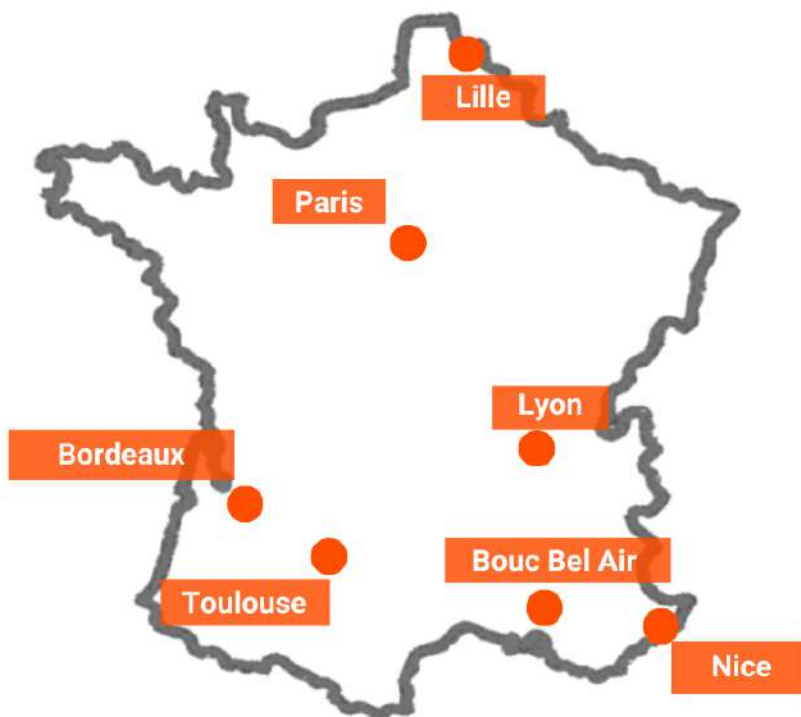 Lille
Paris
Lyon
Bordeaux
Bouc Bel Air
Toulouse
Nice